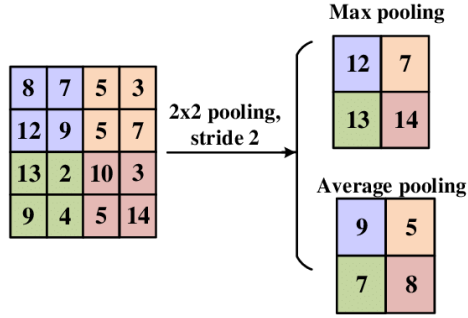 Max pooling
12 7
13 14
8 7 5 3
12 9 5 7
13 2 10 3
9 4 5 14
2x2 pooling,
stride 2
Average pooling
9 5
7 8